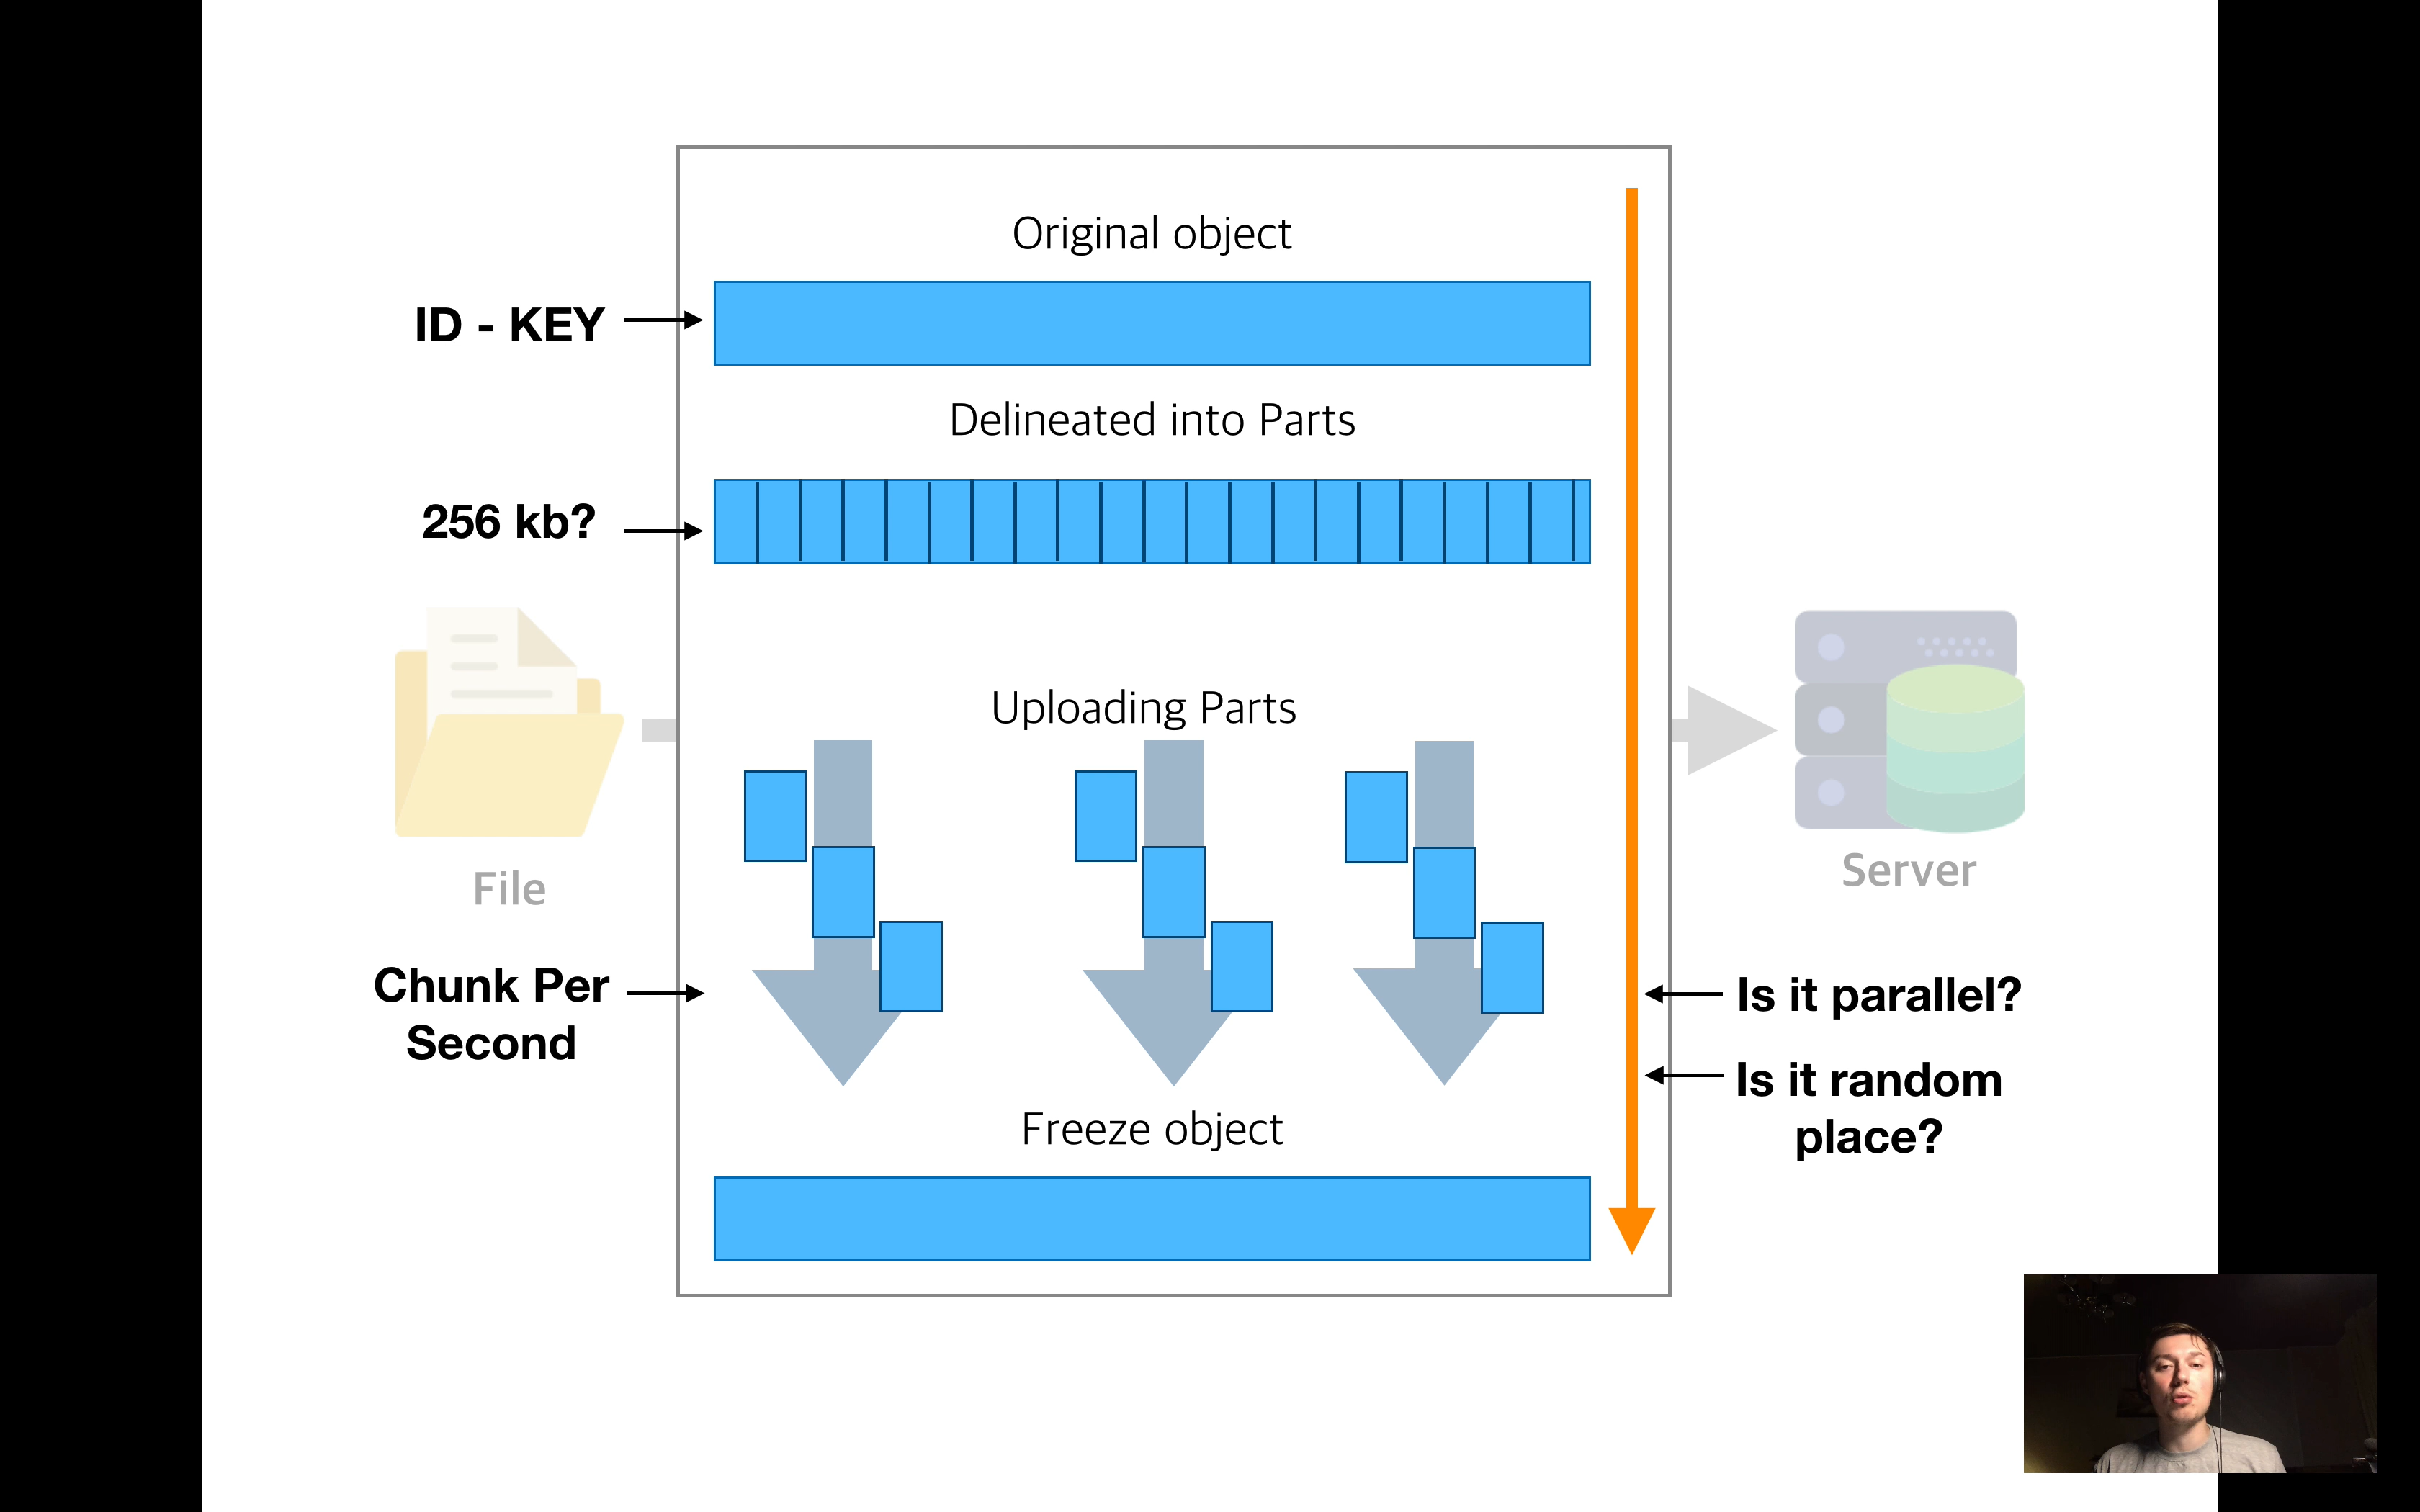 Original object
ID - KEY
Delineated into Parts
256 kb?
Uploading Parts
File
Server
Chunk Per
Second
Is it parallel?
Is it random
place?
Freeze object